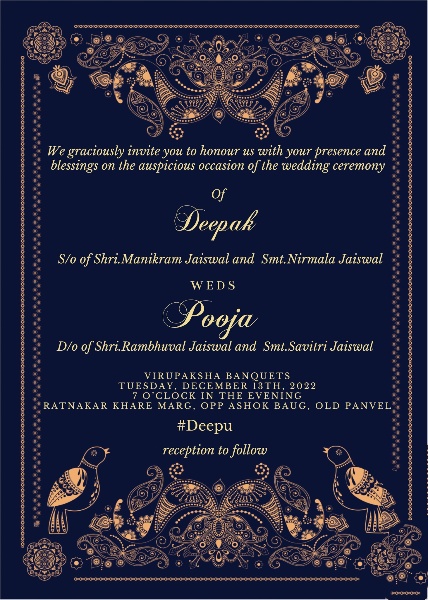 We graciously invite you to honour us with your presence and
blessings on the auspicious occasion of the wedding ceremony
Of
Deepak
S/o of Shri.Manikram Jaiswal and Smt.Nirmala Jaiswal
WEDS
Pooja
D/o of Shri.Rambhuval Jaiswal and Smt.Savitri Jaiswal
VIRUPAKSHA BANQUETS
TUESDAY, DECEMBER 13TH, 2022
7 O'CLOCK IN THE EVENING
RATNAKAR KHARE MARG, OPP ASHOK BAUG, OLD PANVEL
#Deepu
reception to follow